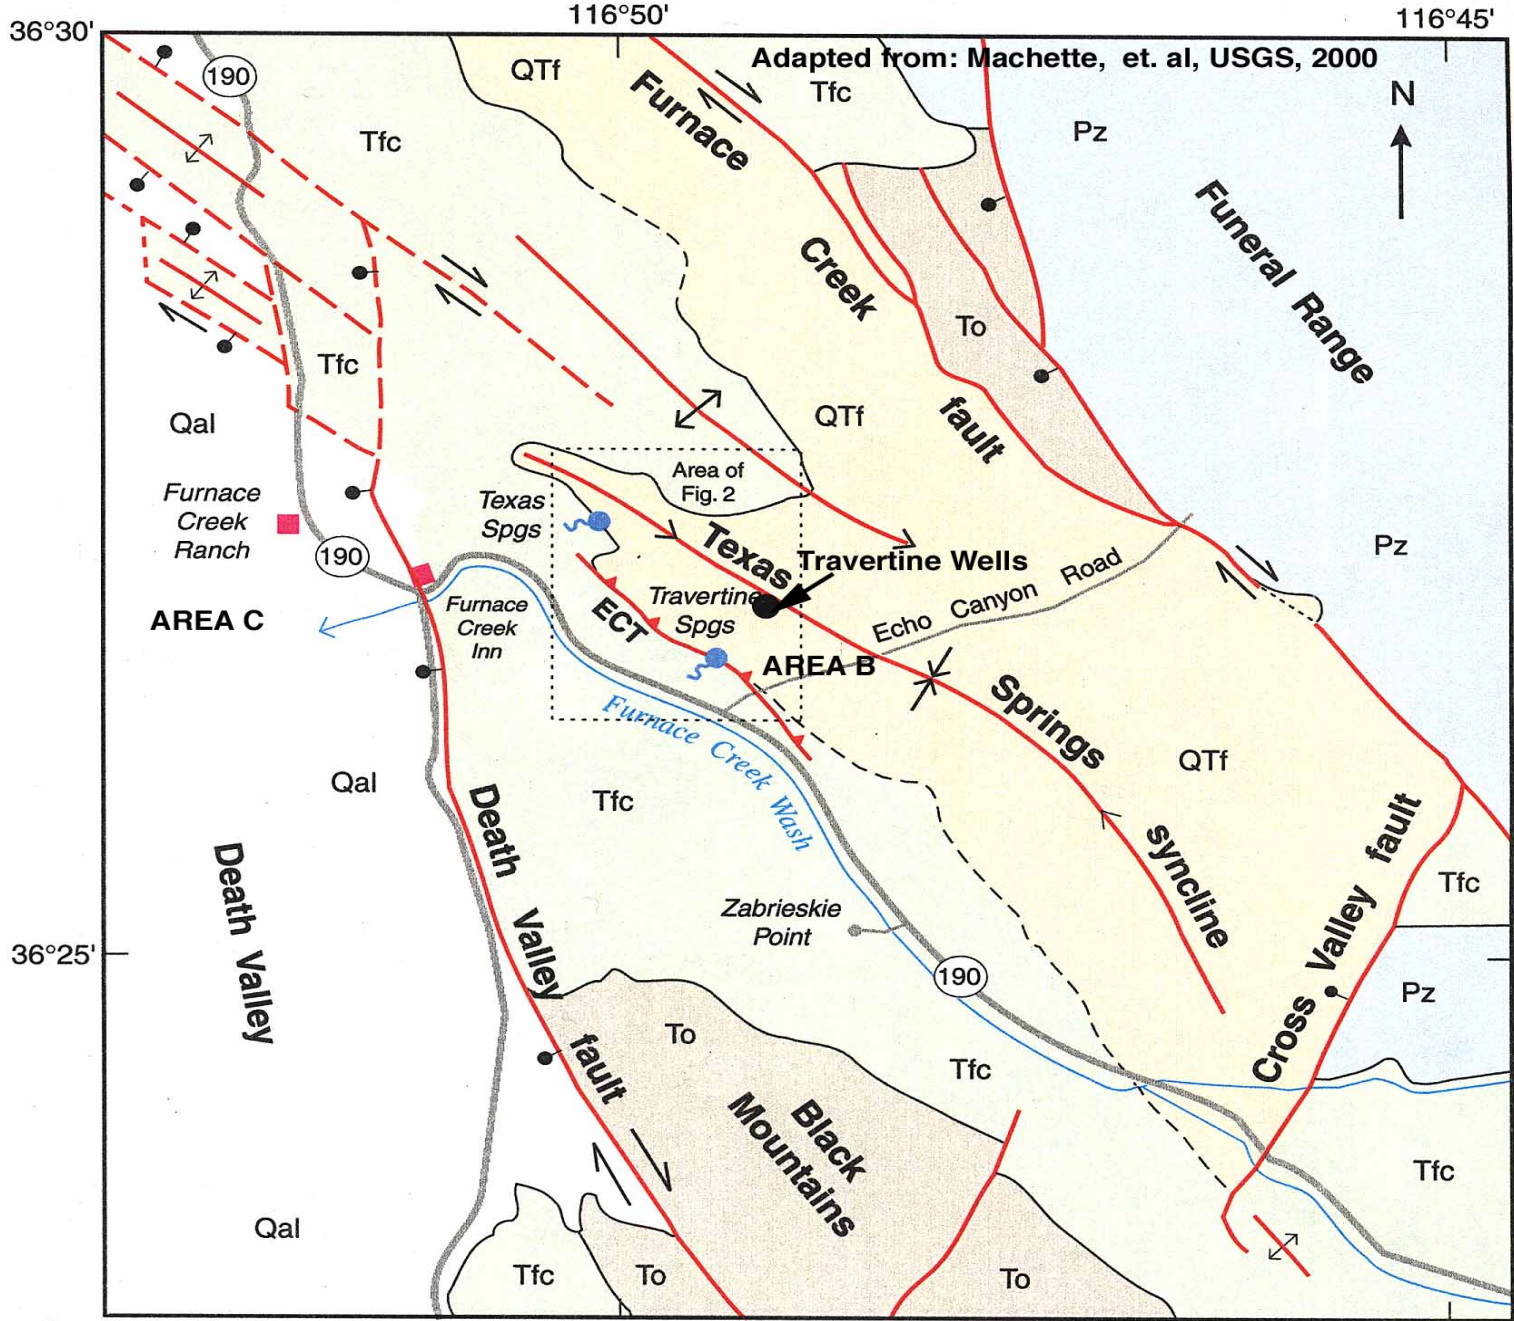 116°50'
116°45'
36°30'
Adapted from: Machette, et. al, USGS, 2000
190
QTf
Tfc
N
Furnace
Pz
Tfc
Funeral Range
Creek
To
Tfc
QTf
fault
Qal
Area of
Fig. 2
Furnace
Creek
Ranch
Texas
Spgs
Texas
Pz
190
Travertine Wells
Echo Canyon Road
Travertine
Spgs
ECT
Furnace
Creek
Inn
AREA C
AREA B
Springs
Furnace Creek Wash
QTf
Qal
Death
Tfc
syncline
Cross Valley fault
Tfc
Death Valley
Zabrieskie
Point
Valley
36°25'
190
Pz
To
fault
Tfc
Black
Mountains
Tfc
Qal
Tfc
To
To